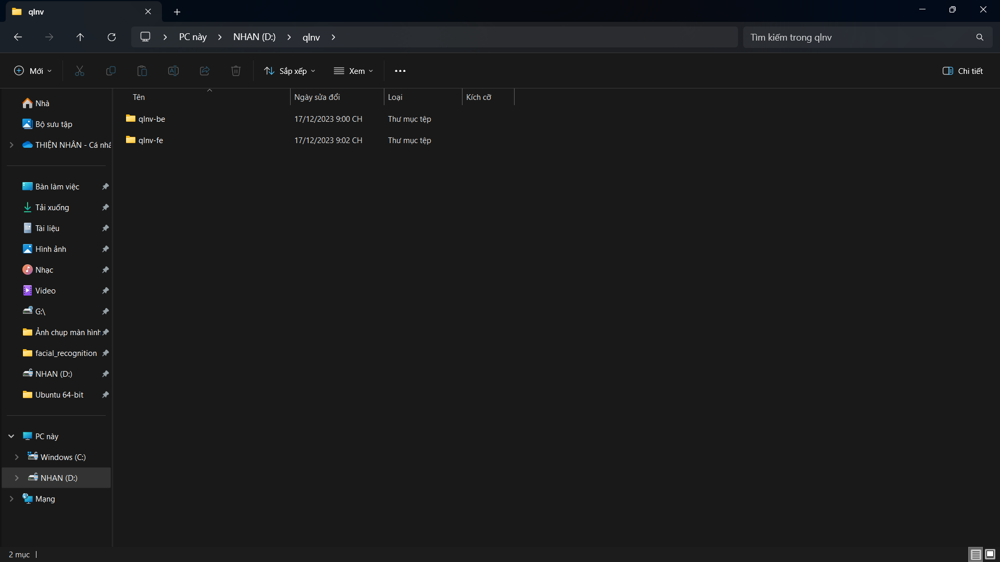 qlnv
PC này
NHAN (D:)
qlnv
Tìm kiếm trong qlnv
Mới
Sắp xếp
Xem
Chi tiết
Nhà
Bộ sưu tập
THIỆN NHÂN - Cá nhâ
Bàn làm việc
Tải xuống
Tài liệu
Hình ảnh
Nhạc
Video
G:\
Ảnh chụp màn hình
facial_recognition
NHAN (D:)
Ubuntu 64-bit
PC này
Windows (C:)
NHAN (D:)
Mạng
Tên Ngày sửa đổi Loại Kích cỡ
qlnv-be 17/12/2023 9:00 CH Thư mục tệp
qlnv-fe 17/12/2023 9:02 CH Thư mục tệp
2 mục